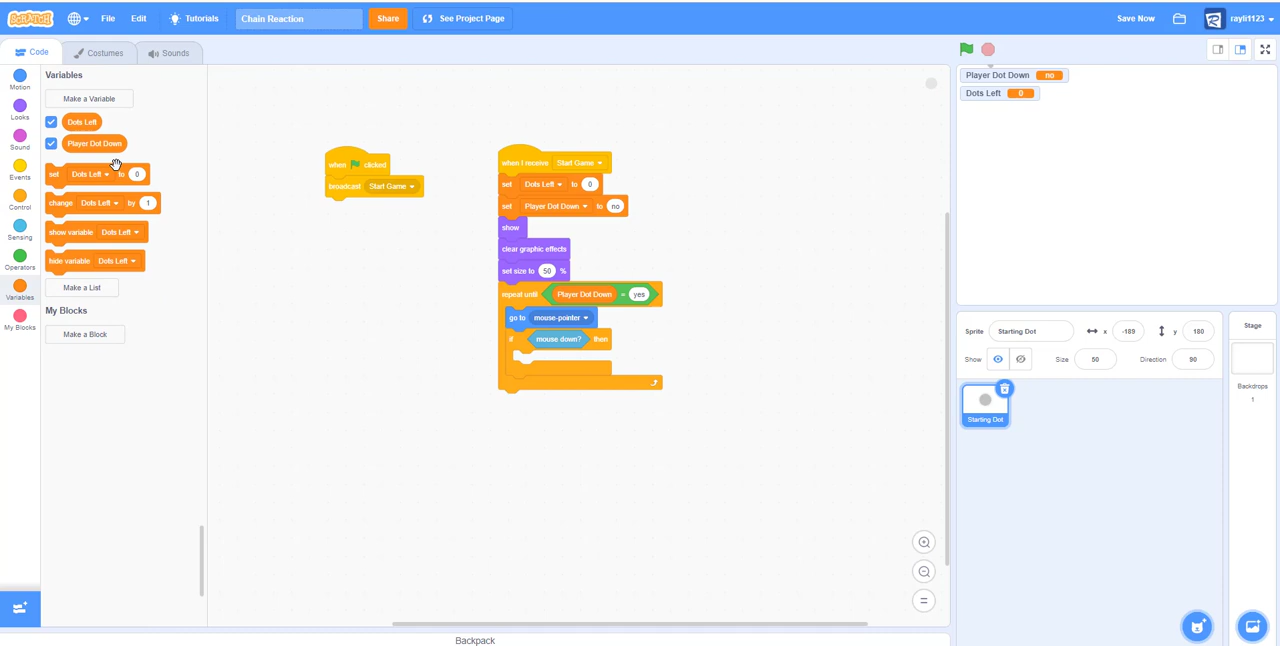 SCRATCH File Edit Tutorials Chain Reaction Share See Project Page Save Now rayli1123
Code Costumes Sounds
Motion
Looks
Sound
Events
Control
Sensing
Operators
Variables
My Blocks
Variables
Make a Variable
Dots Left
Player Dot Down
set Dots Left to 0
change Dots Left by 1
show variable Dots Left
hide variable Dots Left
Make a List
My Blocks
Make a Block
when clicked
broadcast Start Game
when I receive Start Game
set Dots Left to 0
set Player Dot Down to no
show
clear graphic effects
set size to 50 %
repeat until Player Dot Down = yes
go to mouse-pointer
if mouse down? then
Player Dot Down no
Dots Left 0
Sprite Starting Dot x -189 y 180
Show Size 50 Direction 90
Starting Dot
Stage
Backdrops
1
Backpack